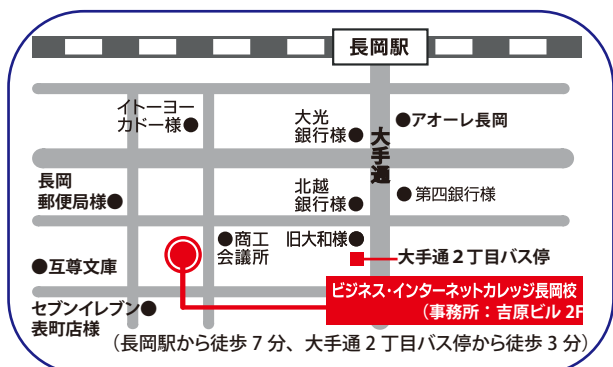 長岡駅
イトーヨー
カドー様
大光
銀行様
大手通
アオーレ長岡
長岡
郵便局様
北越
銀行様
第四銀行様
商工
会議所
旧大和様
互尊文庫
大手通2丁目バス停
ビジネス・インターネットカレッジ長岡校
(事務所:吉原ビル 2F
セブンイレブン
表町店様
(長岡駅から徒歩7分、大手通2丁目バス停から徒歩3分)